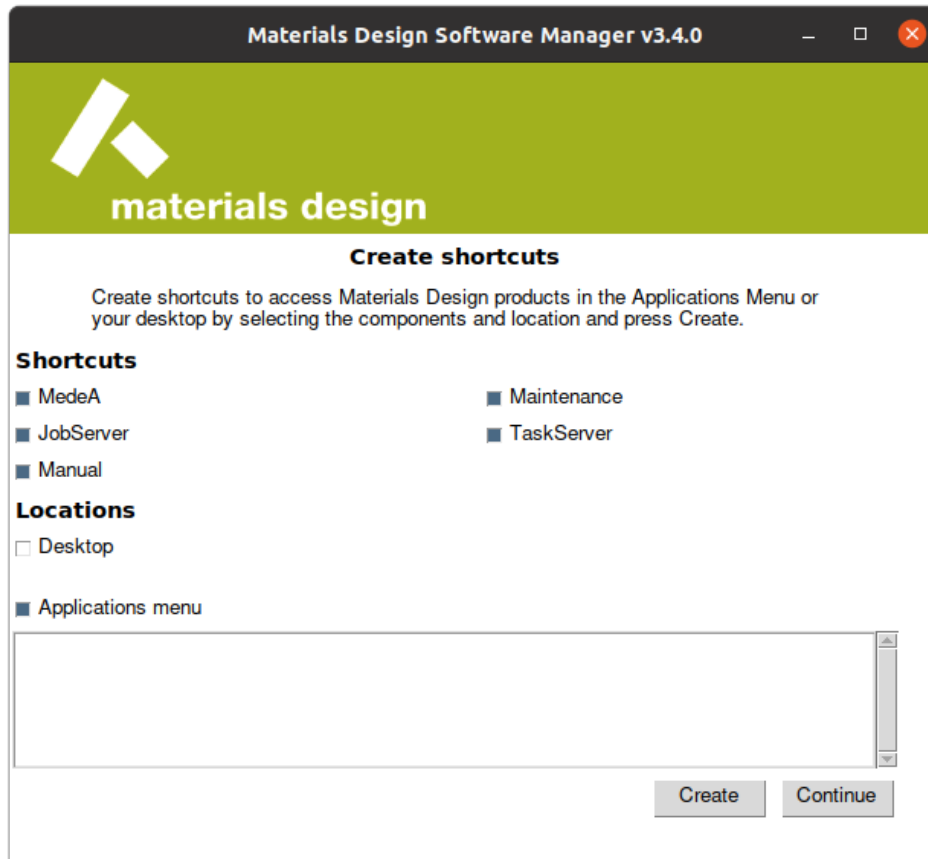 Materials Design Software Manager v3.4.0
materials design
Create shortcuts
Create shortcuts to access Materials Design products in the Applications Menu or
your desktop by selecting the components and location and press Create.
Shortcuts
MedeA
Maintenance
JobServer
TaskServer
Manual
Locations
Desktop
Applications menu
Create
Continue